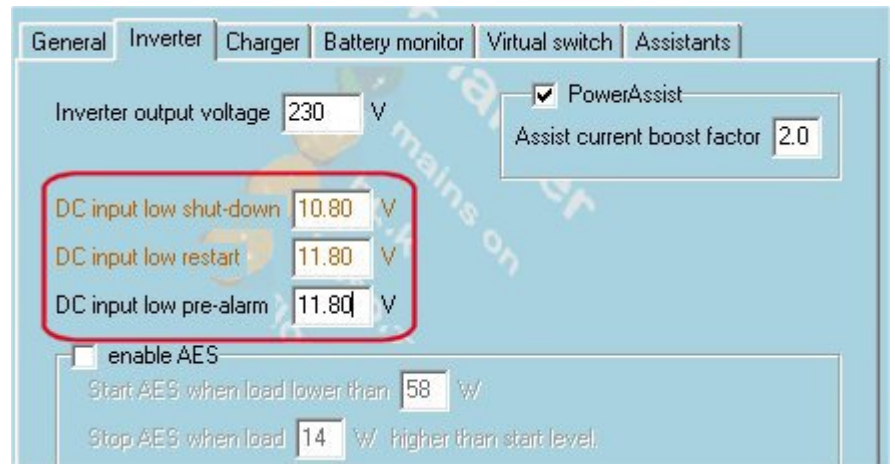 General Inverter Charger Battery monitor Virtual switch Assistants
Inverter output voltage 230 V
PowerAssist
Assist current boost factor 2.0
DC input low shut-down 10.80 V
DC input low restart 11.80 V
DC input low pre-alarm 11.80 V
enable AES
Start AES when load lower than 58 W
Stop AES when load 14 W higher than start level.
mains on